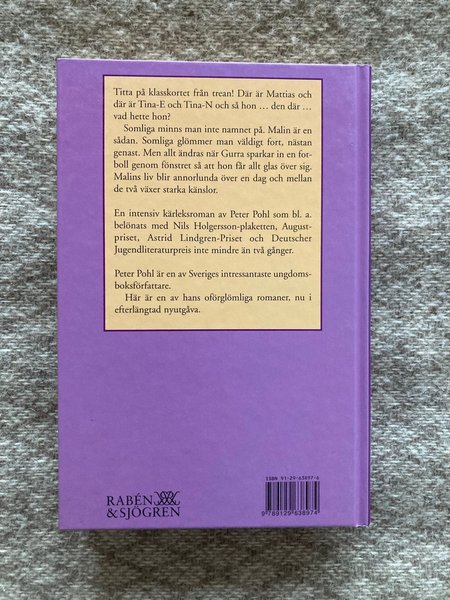 Titta på klasskortet från trean! Där är Mattias och
där är Tina-E och Tina-N och så hon … den där …
vad hette hon?
Somliga minns man inte namnet på. Malin är en
sådan. Somliga glömmer man väldigt fort, nästan
genast. Men allt ändras när Gurra sparkar in en fot-
boll genom fönstret så att hon får allt glas över sig.
Malins liv blir annorlunda över en dag och mellan
de två växer starka känslor.
En intensiv kärleksroman av Peter Pohl som bl. a.
belönats med Nils Holgersson-plaketten, August-
priset, Astrid Lindgren-Priset och Deutscher
Jugendliteraturpreis inte mindre än två gånger.
Peter Pohl är en av Sveriges intressantaste ungdoms-
boksförfattare.
Här är en av hans oförglömliga romaner, nu i
efterlängtad nyutgåva.
ISBN 91-29-63897-6
9 789129 638974
RABÉN
&SJÖGREN